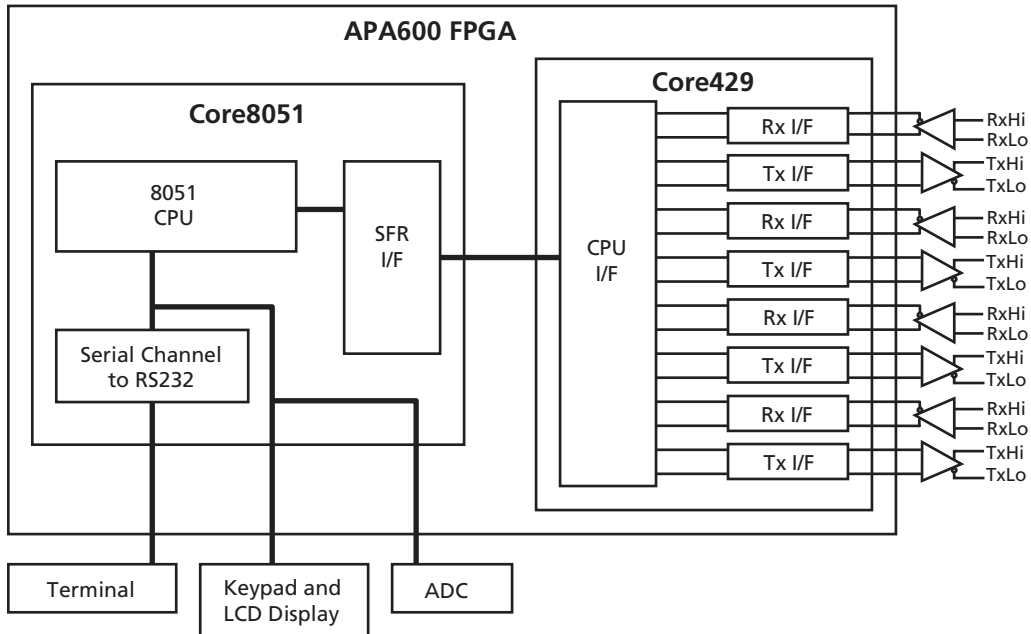 APA600 FPGA
Core8051
Core429
8051
CPU
SFR
I/F
Serial Channel
to RS232
CPU
I/F
Rx I/F
Tx I/F
Rx I/F
Tx I/F
Rx I/F
Tx I/F
Rx I/F
Tx I/F
RxHi
RxLo
TxHi
TxLo
RxHi
RxLo
TxHi
TxLo
RxHi
RxLo
TxHi
TxLo
RxHi
RxLo
TxHi
TxLo
Terminal
Keypad and
LCD Display
ADC